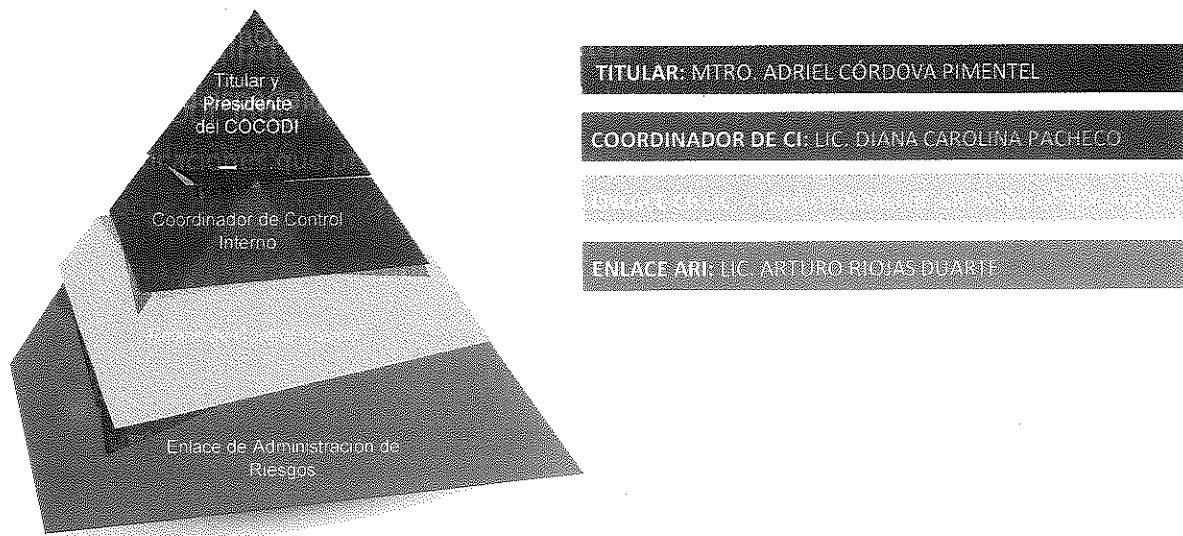 Titular y
Presidente
del COCODI
Coordinador de Control
Interno
Enlace de Administración de
Riesgos
TITULAR: MTRO. ADRIEL CÓRDOVA PIMENTEL
COORDINADOR DE CI: LIC. DIANA CAROLINA PACHECO
ENLACE ARI: LIC. ARTURO RIOJAS DUARTE